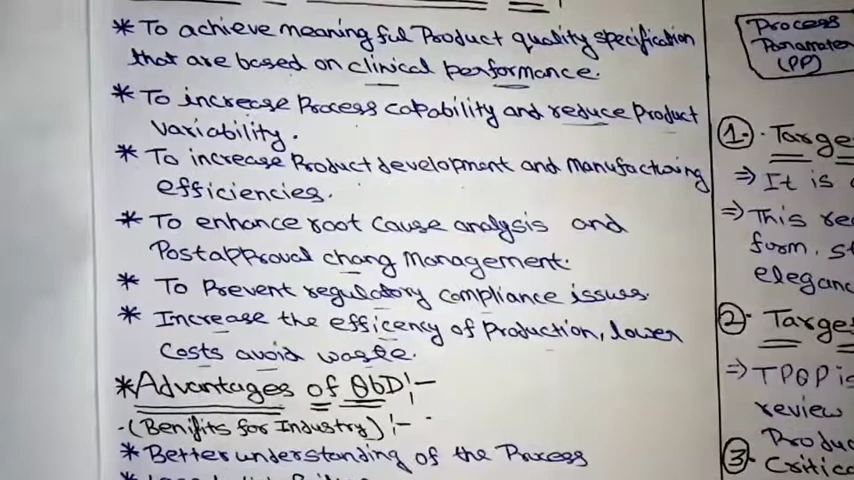 * To achieve meaningful Product quality specification
that are based on clinical performance.
* To increase Process capability and reduce Product
variability.
* To increase Product development and manufacturing
efficiencies.
* To enhance root cause analysis and
Postapproval chang Management.
* To Prevent regulatory compliance issues.
* Increase the efficency of Production, lower
Costs avoid waste.
* Advantages of QbD:-
- (Benifits for Industry):-
* Better understanding of the Process
Process
Parameter
(PP)
1. Targe
⇒ It is
⇒ This re
form, st
eleganc
2. Targe
⇒ TPQP is
review
Produc
3. Critica